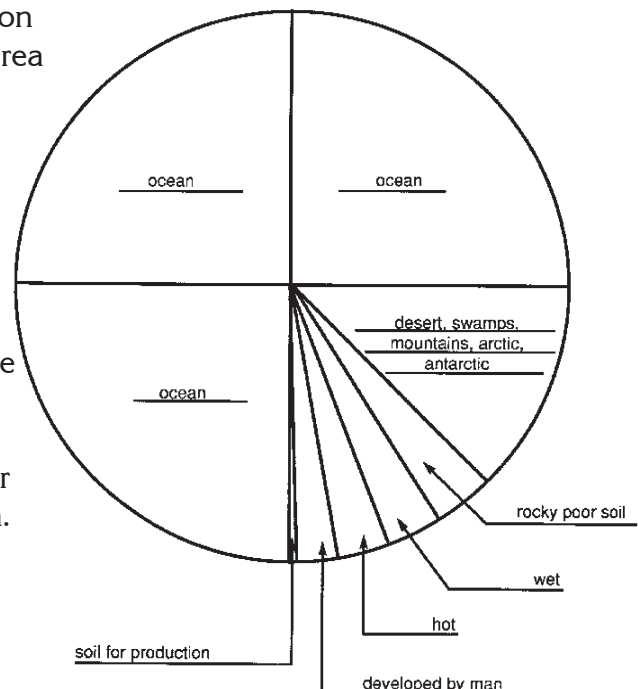 on
rea
ocean
ocean
desert, swamps,
mountains, arctic,
antarctic
e
ocean
r
.
rocky poor soil
wet
hot
soil for production
developed by man